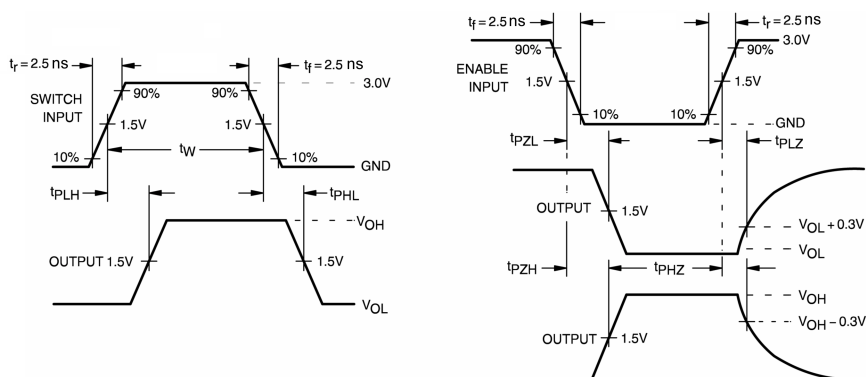 tr = 2.5 ns
tf = 2.5 ns
3.0V
SWITCH
INPUT
90%
90%
1.5V
1.5V
10%
10%
tW
GND
tPLH
tPHL
VOH
OUTPUT 1.5V
1.5V
VOL
tf = 2.5 ns
tr = 2.5 ns
3.0V
ENABLE
INPUT
90%
90%
1.5V
1.5V
10%
10%
GND
tPZL
tPLZ
OUTPUT
1.5V
VOL + 0.3V
VOL
tPZH
tPHZ
VOH
VOH – 0.3V
OUTPUT
1.5V